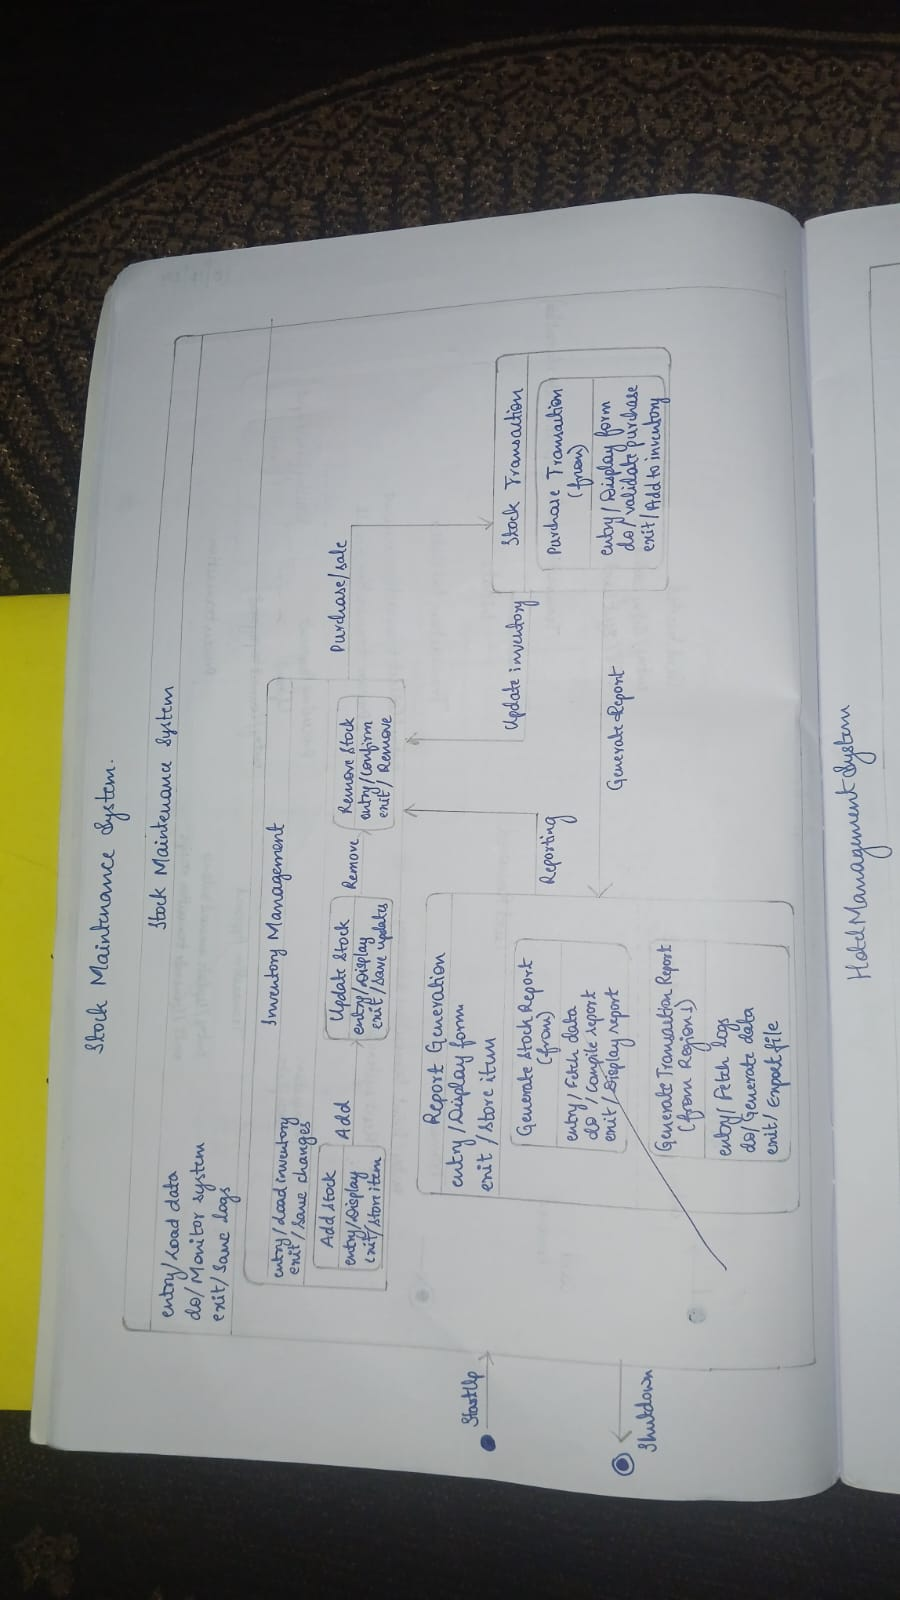 Stock Maintenance System.
Stock Maintenance System
entry/Load data
do/Monitor system
exit/Save logs
Inventory Management
entry/Load inventory
exit/Save changes
Add Stock
entry/Display
exit/Store item
Add
Update Stock
entry/Display
exit/Save updates
Remove
Remove Stock
entry/Confirm
exit/Remove
Purchase/sale
Stock Transaction
Purchase Transaction
(from)
entry/Display form
do/Validate purchase
exit/Add to inventory
Update inventory
Generate Report
Reporting
Report Generation
entry/Display form
exit/Store item
Generate Stock Report
(from)
entry/Fetch data
do/Compile report
exit/Display report
Generate Transaction Report
(from Regions)
entry/Fetch logs
do/Generate data
exit/Export file
StartUp
Shutdown
Hotel Management System